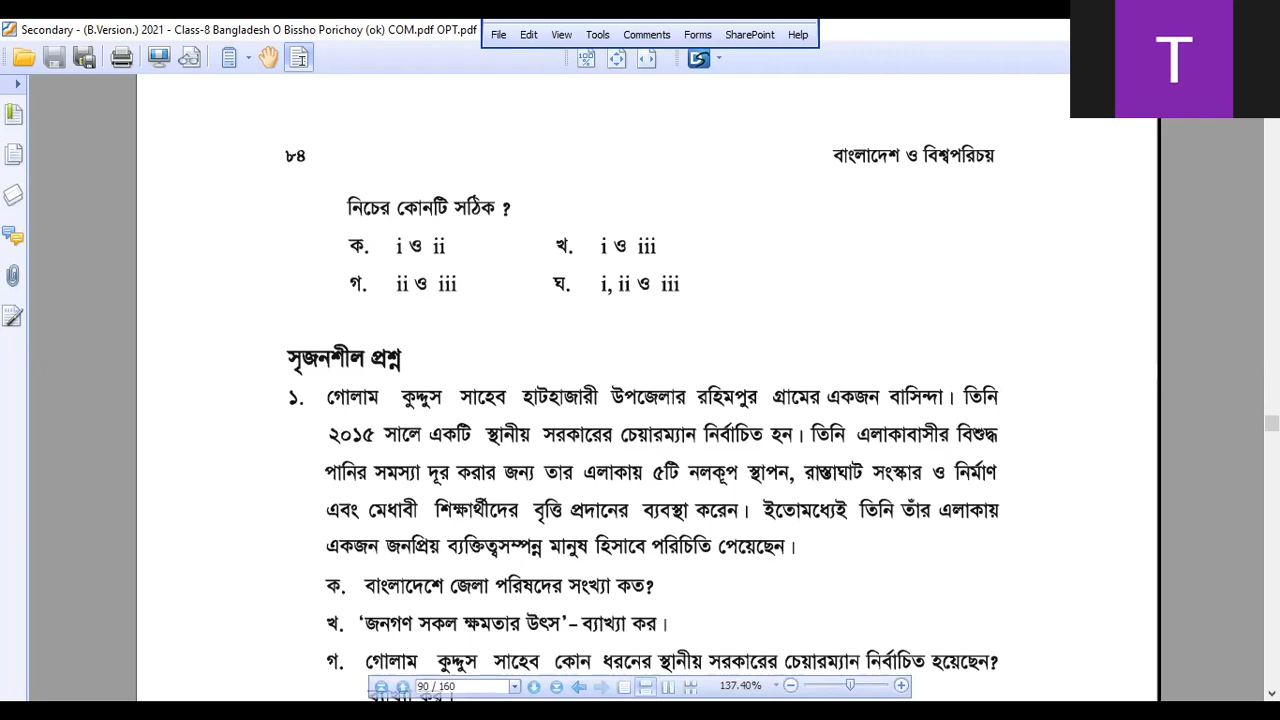 Secondary - (B.Version.) 2021 - Class-8 Bangladesh O Bissho Porichoy (ok) COM.pdf OPT.pdf
File Edit View Tools Comments Forms SharePoint Help
T
৮৪ বাংলাদেশ ও বিশ্বপরিচয়
নিচের কোনটি সঠিক ?
ক. i ও ii খ. i ও iii
গ. ii ও iii ঘ. i, ii ও iii
সৃজনশীল প্রশ্ন
১. গোলাম কুদ্দুস সাহেব হাটহাজারী উপজেলার রহিমপুর গ্রামের একজন বাসিন্দা। তিনি
২০১৫ সালে একটি স্থানীয় সরকারের চেয়ারম্যান নির্বাচিত হন। তিনি এলাকাবাসীর বিশুদ্ধ
পানির সমস্যা দূর করার জন্য তার এলাকায় ৫টি নলকূপ স্থাপন, রাস্তাঘাট সংস্কার ও নির্মাণ
এবং মেধাবী শিক্ষার্থীদের বৃত্তি প্রদানের ব্যবস্থা করেন। ইতোমধ্যেই তিনি তাঁর এলাকায়
একজন জনপ্রিয় ব্যক্তিত্বসম্পন্ন মানুষ হিসাবে পরিচিতি পেয়েছেন।
ক. বাংলাদেশে জেলা পরিষদের সংখ্যা কত?
খ. ‘জনগণ সকল ক্ষমতার উৎস’– ব্যাখ্যা কর।
গ. গোলাম কুদ্দুস সাহেব কোন ধরনের স্থানীয় সরকারের চেয়ারম্যান নির্বাচিত হয়েছেন?
90 / 160 137.40%